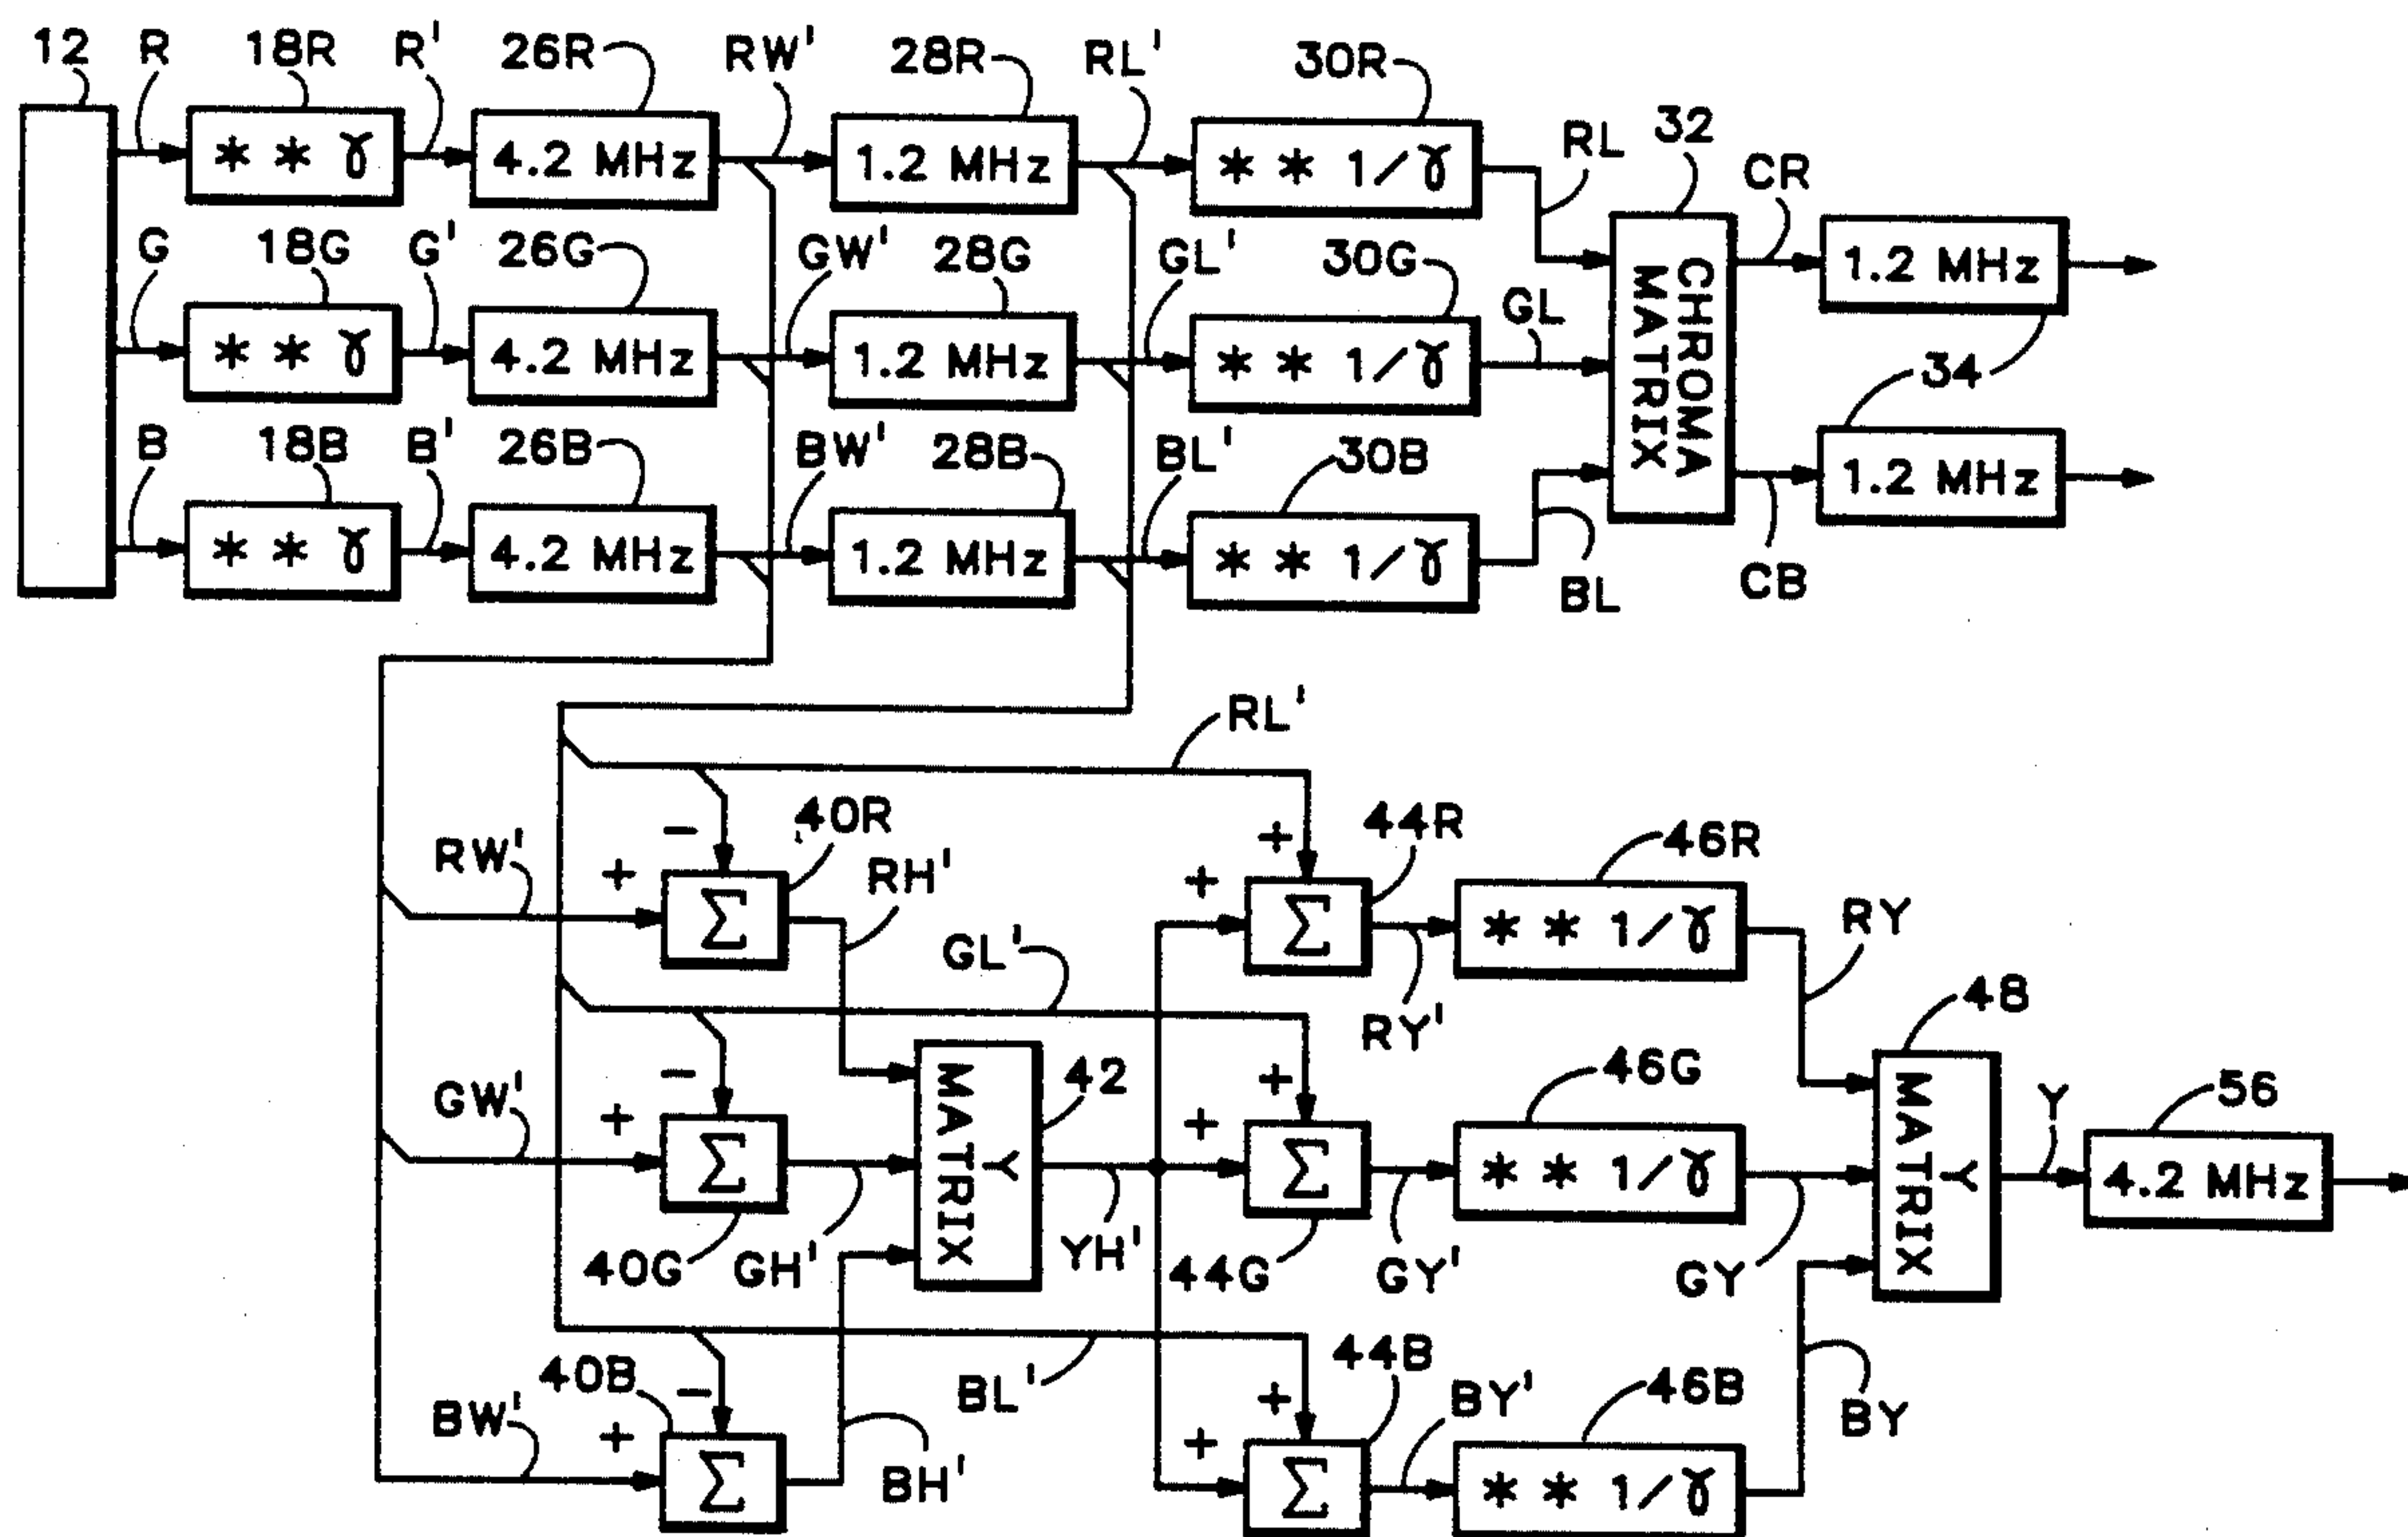 12 R 18R R' 26R RW' 28R RL' 30R
* * γ 4.2 MHz 1.2 MHz * * 1/γ RL 32 CR
G 18G G' 26G GW' 28G GL' 30G GL CHROMA MATRIX 1.2 MHz
* * γ 4.2 MHz 1.2 MHz * * 1/γ 34
B 18B B' 26B BW' 28B BL' 30B 1.2 MHz
* * γ 4.2 MHz 1.2 MHz * * 1/γ BL CB
RL'
RW' + - 40R RH' + + 44R 46R
Σ Σ * * 1/γ RY
GL' RY' 48
GW' + - 42 + + 46G Y 56
Σ Y MATRIX Σ * * 1/γ Y MATRIX 4.2 MHz
40G GH' YH' 44G GY' GY
40B - BL' + 44B
BW' + BH' + BY' 46B BY
Σ Σ * * 1/γ